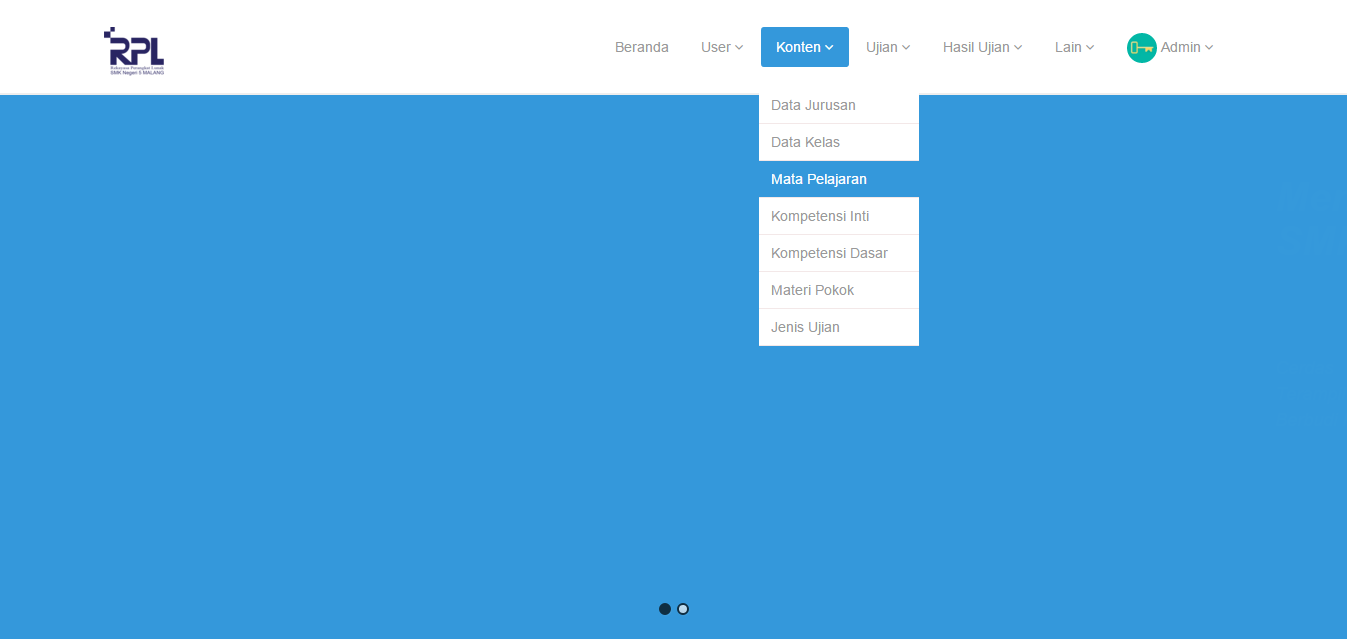 RPL
Rekayasa Perangkat Lunak
SMK Negeri 5 MALANG
Beranda
User
Konten
Ujian
Hasil Ujian
Lain
Admin
Data Jurusan
Data Kelas
Mata Pelajaran
Kompetensi Inti
Kompetensi Dasar
Materi Pokok
Jenis Ujian